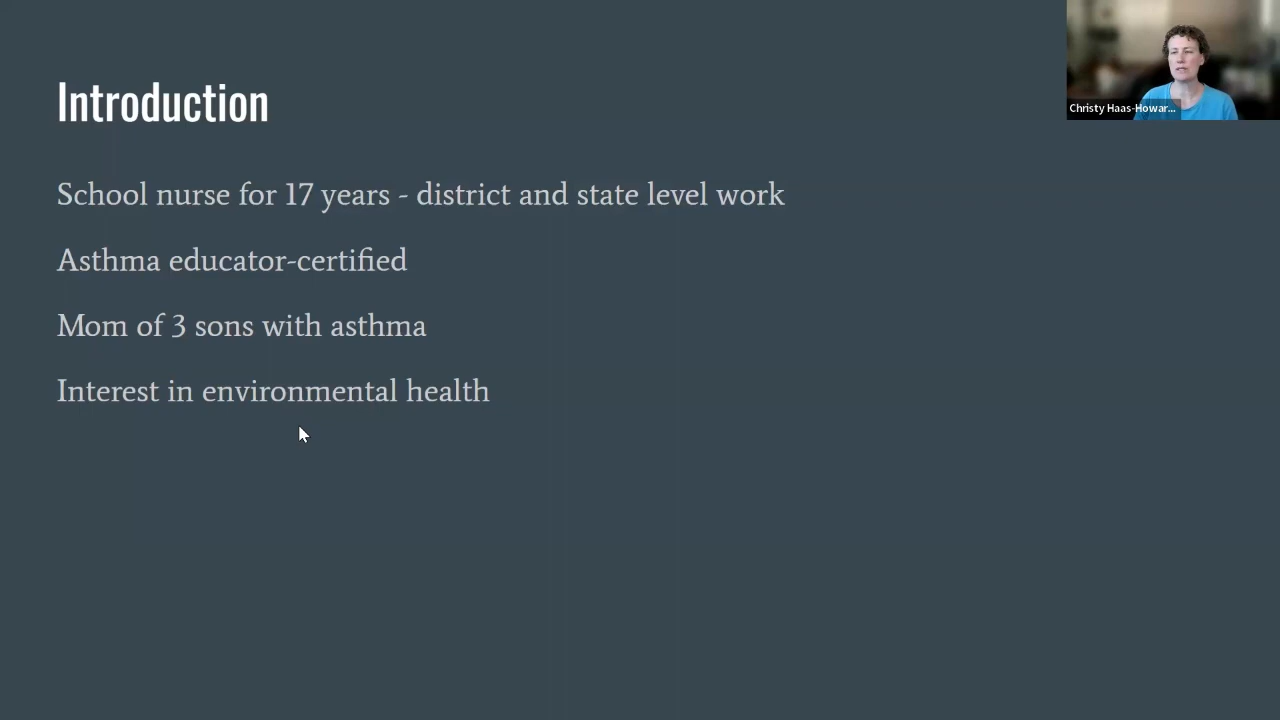 Introduction
School nurse for 17 years - district and state level work
Asthma educator-certified
Mom of 3 sons with asthma
Interest in environmental health
Christy Haas-Howar...